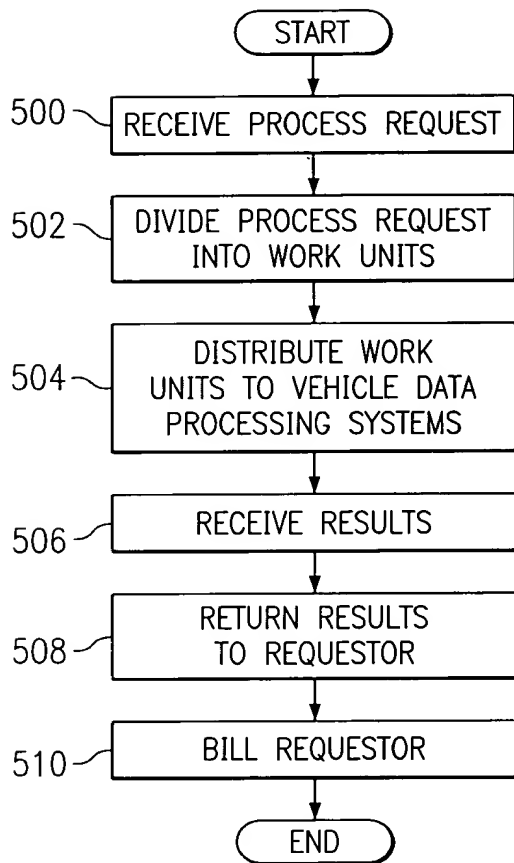 START
500
RECEIVE PROCESS REQUEST
502
DIVIDE PROCESS REQUEST
INTO WORK UNITS
504
DISTRIBUTE WORK
UNITS TO VEHICLE DATA
PROCESSING SYSTEMS
506
RECEIVE RESULTS
508
RETURN RESULTS
TO REQUESTOR
510
BILL REQUESTOR
END